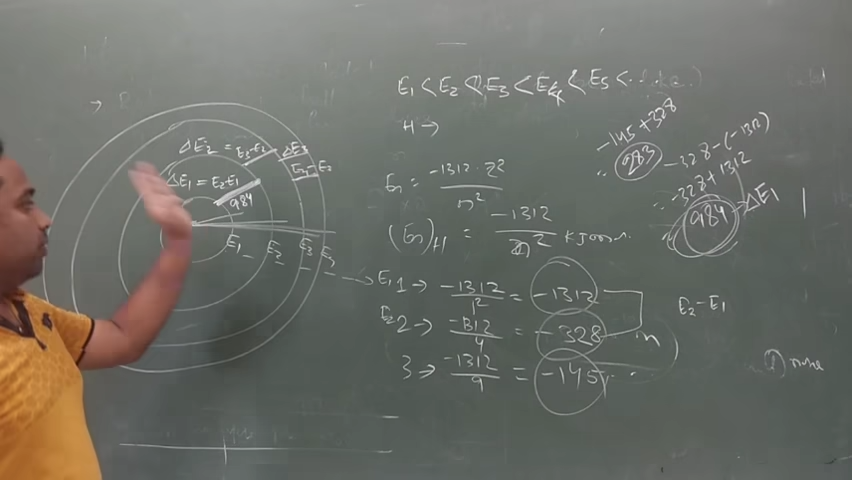 E1 < E2 < E3 < E4 < E5 < ....
H →
En = -1312 · Z²
n²
(En)H = -1312
n²
E1 1 → -1312 = -1312
1²
E2 2 → -1312 = -328
4
3 → -1312 = -145
9
E2-E1
-145+328
283
-328-(-1312)
-328+1312
984 → ΔE1
ΔE2 = E3-E2
ΔE3
ΔE1 = E2-E1
984
E1 E2 E3